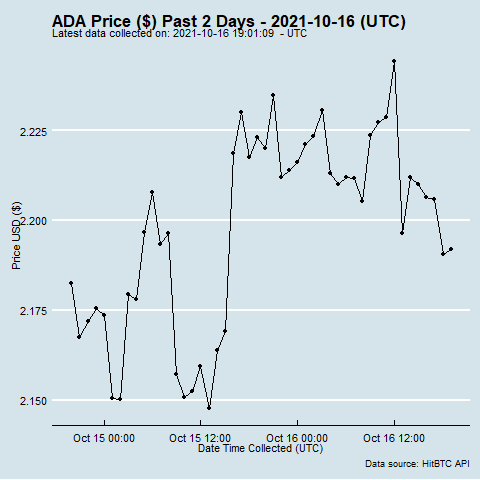 ADA Price ($) Past 2 Days - 2021-10-16 (UTC)
Latest data collected on: 2021-10-16 19:01:09 - UTC
Price USD ($)
2.225
2.200
2.175
2.150
Oct 15 00:00 Oct 15 12:00 Oct 16 00:00 Oct 16 12:00
Date Time Collected (UTC)
Data source: HitBTC API